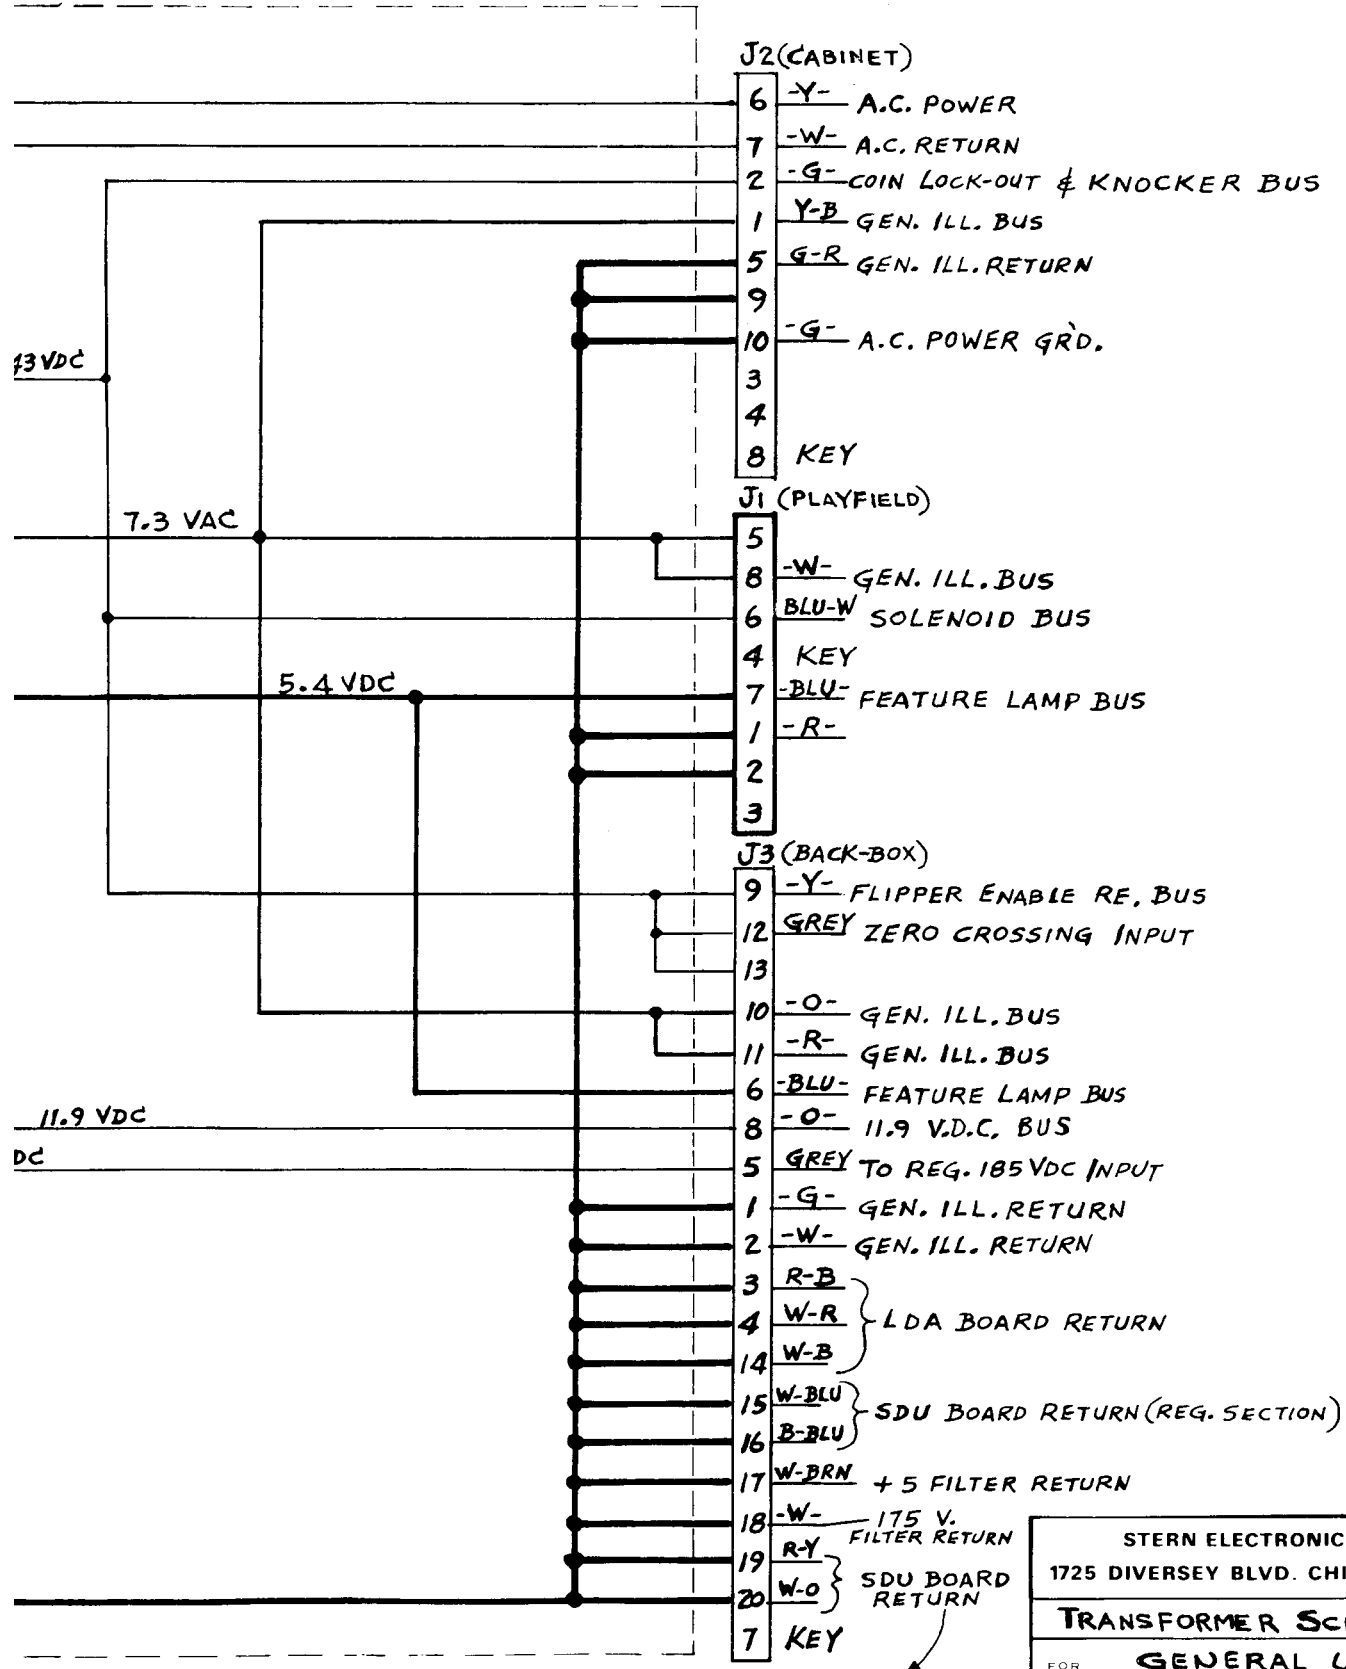 J2 (CABINET)
6 -Y- A.C. POWER
7 -W- A.C. RETURN
2 -G- COIN LOCK-OUT & KNOCKER BUS
1 Y-B GEN. ILL. BUS
5 G-R GEN. ILL. RETURN
9
10 -G- A.C. POWER GR'D.
43 VDC
3
4
8 KEY
J1 (PLAYFIELD)
7.3 VAC 5
8 -W- GEN. ILL. BUS
6 BLU-W SOLENOID BUS
4 KEY
5.4 VDC 7 -BLU- FEATURE LAMP BUS
1 -R-
2
3
J3 (BACK-BOX)
9 -Y- FLIPPER ENABLE RE. BUS
12 GREY ZERO CROSSING INPUT
13
10 -O- GEN. ILL. BUS
11 -R- GEN. ILL. BUS
6 -BLU- FEATURE LAMP BUS
11.9 VDC 8 -O- 11.9 V.D.C. BUS
DC 5 GREY TO REG. 185 VDC INPUT
1 -G- GEN. ILL. RETURN
2 -W- GEN. ILL. RETURN
3 R-B
4 W-R LDA BOARD RETURN
14 W-B
15 W-BLU SDU BOARD RETURN (REG. SECTION)
16 B-BLU
17 W-BRN +5 FILTER RETURN
18 -W- 175 V.
FILTER RETURN
19 R-Y SDU BOARD
20 W-O RETURN
7 KEY
STERN ELECTRONIC
1725 DIVERSEY BLVD. CHI
TRANSFORMER SC
FOR GENERAL U